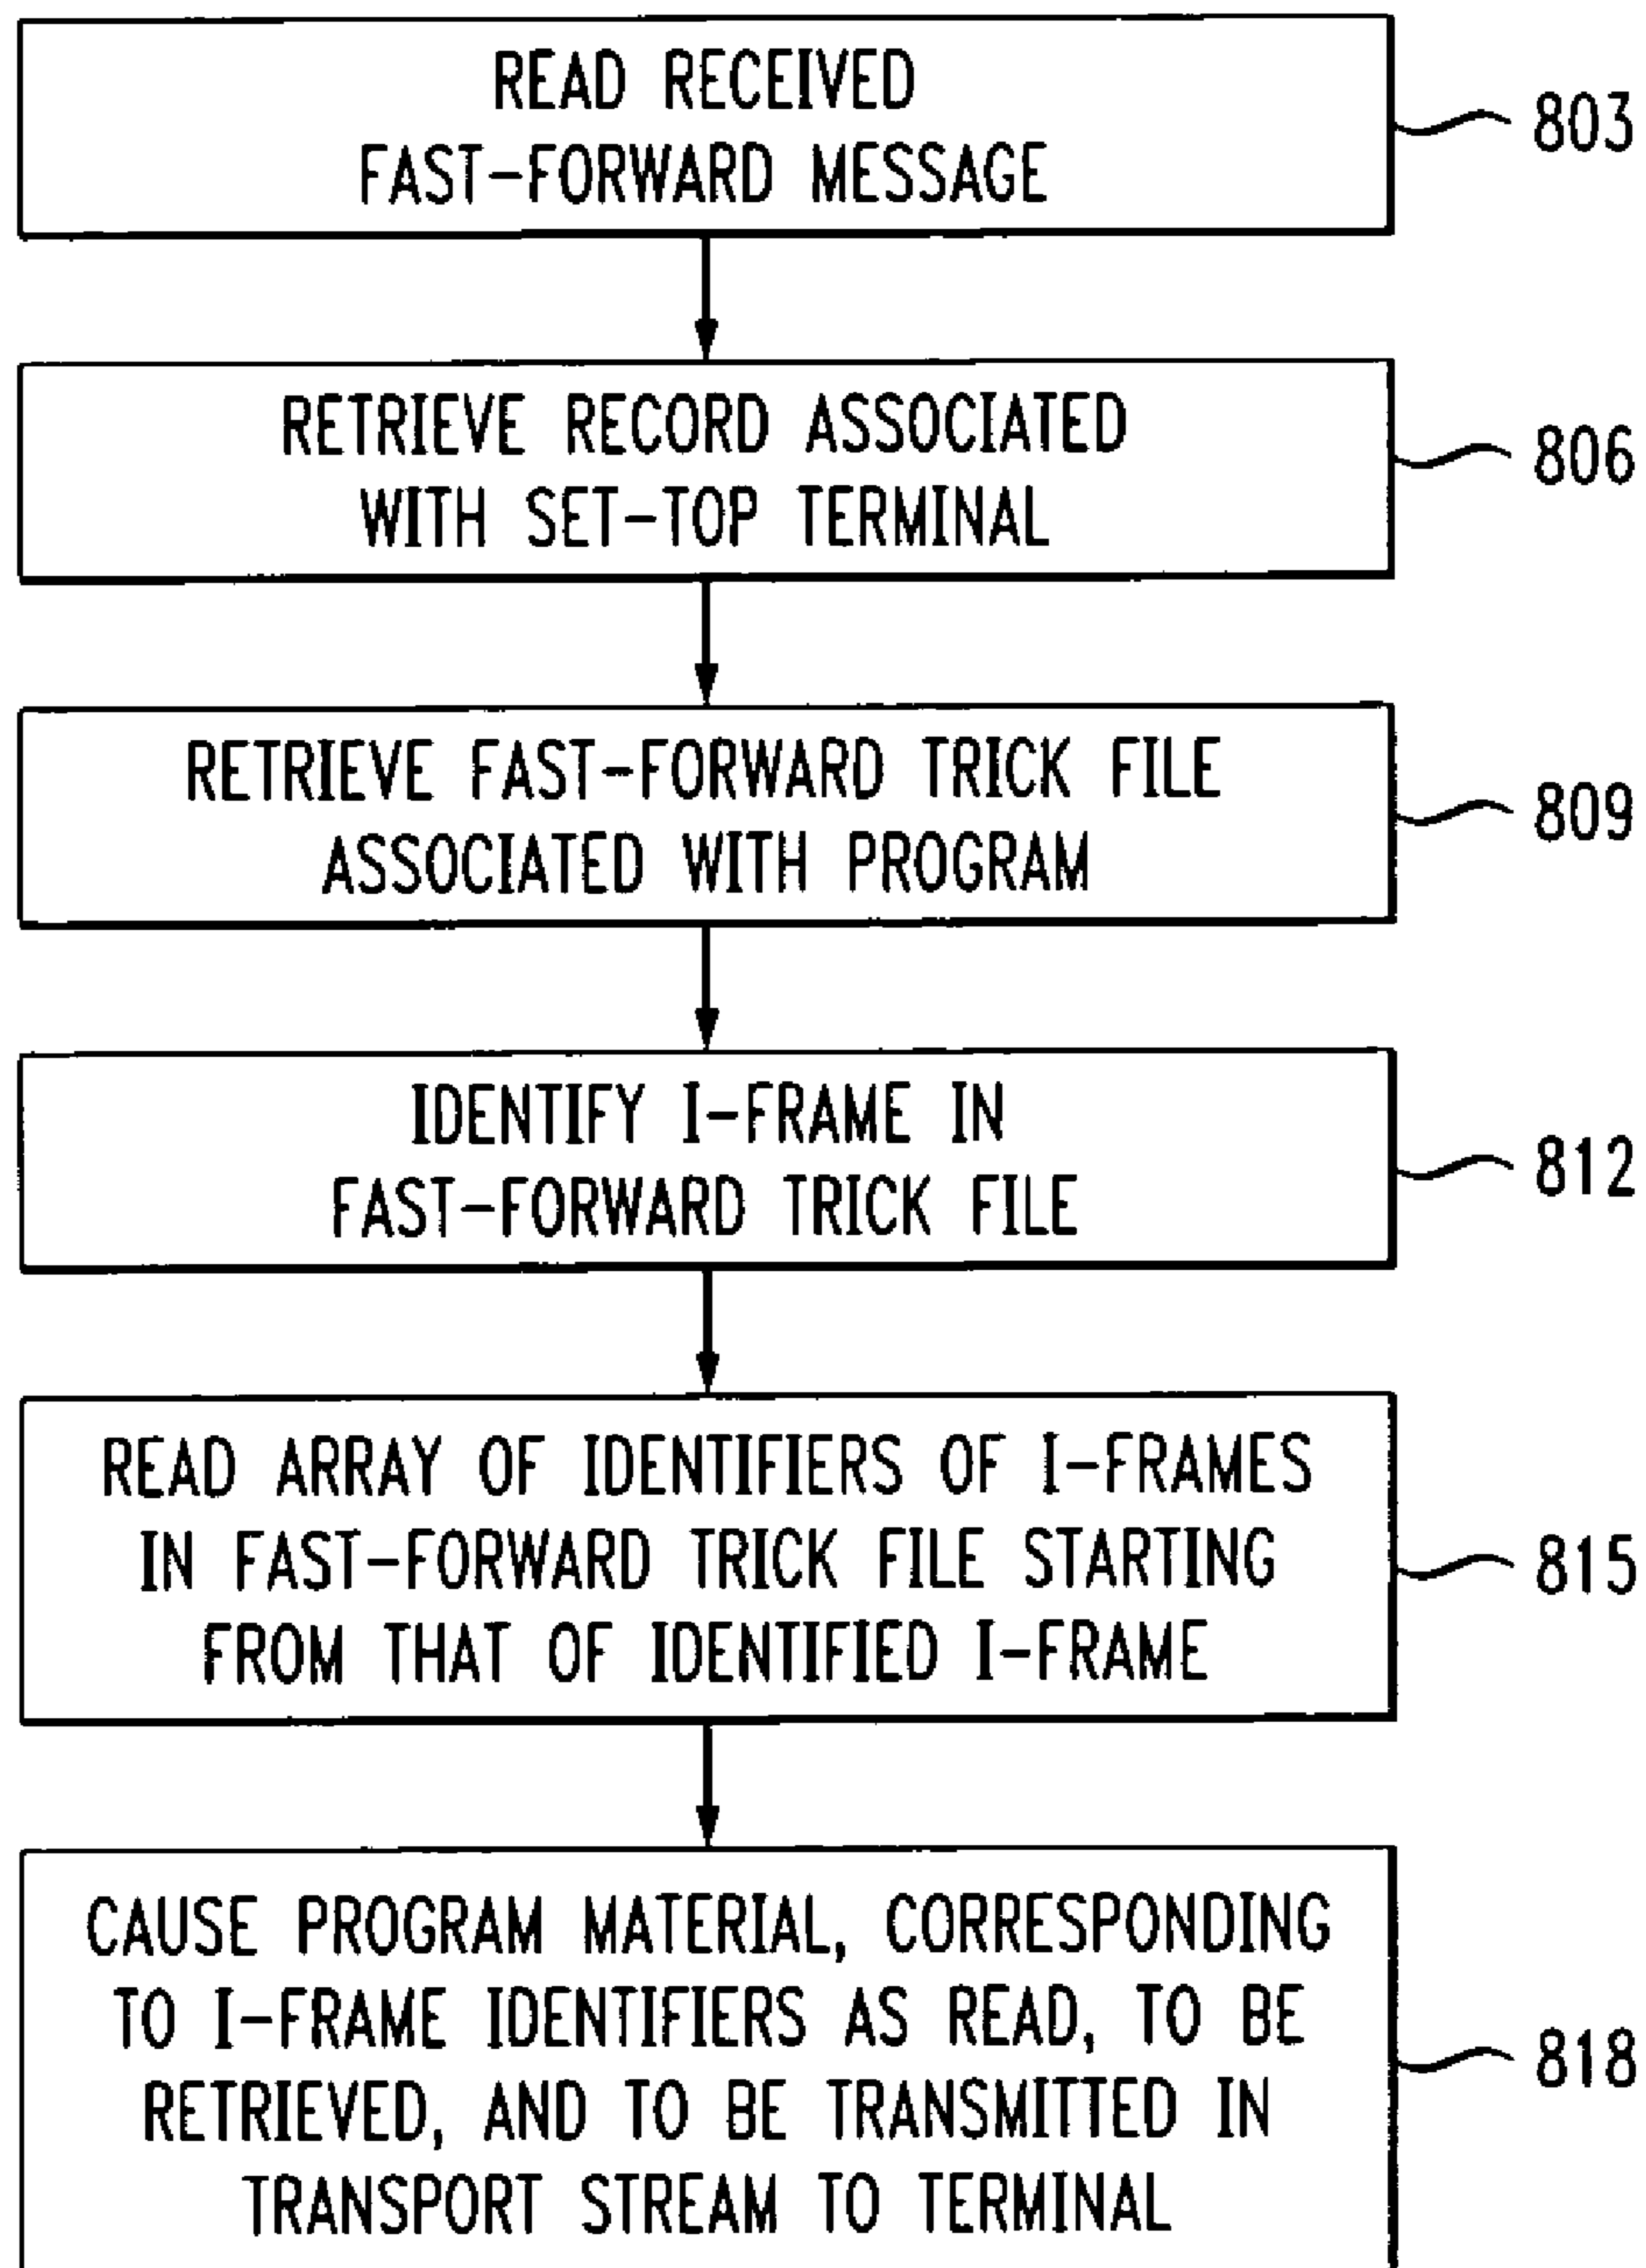 READ RECEIVED
FAST-FORWARD MESSAGE
803
RETRIEVE RECORD ASSOCIATED
WITH SET-TOP TERMINAL
806
RETRIEVE FAST-FORWARD TRICK FILE
ASSOCIATED WITH PROGRAM
809
IDENTIFY I-FRAME IN
FAST-FORWARD TRICK FILE
812
READ ARRAY OF IDENTIFIERS OF I-FRAMES
IN FAST-FORWARD TRICK FILE STARTING
FROM THAT OF IDENTIFIED I-FRAME
815
CAUSE PROGRAM MATERIAL, CORRESPONDING
TO I-FRAME IDENTIFIERS AS READ, TO BE
RETRIEVED, AND TO BE TRANSMITTED IN
TRANSPORT STREAM TO TERMINAL
818